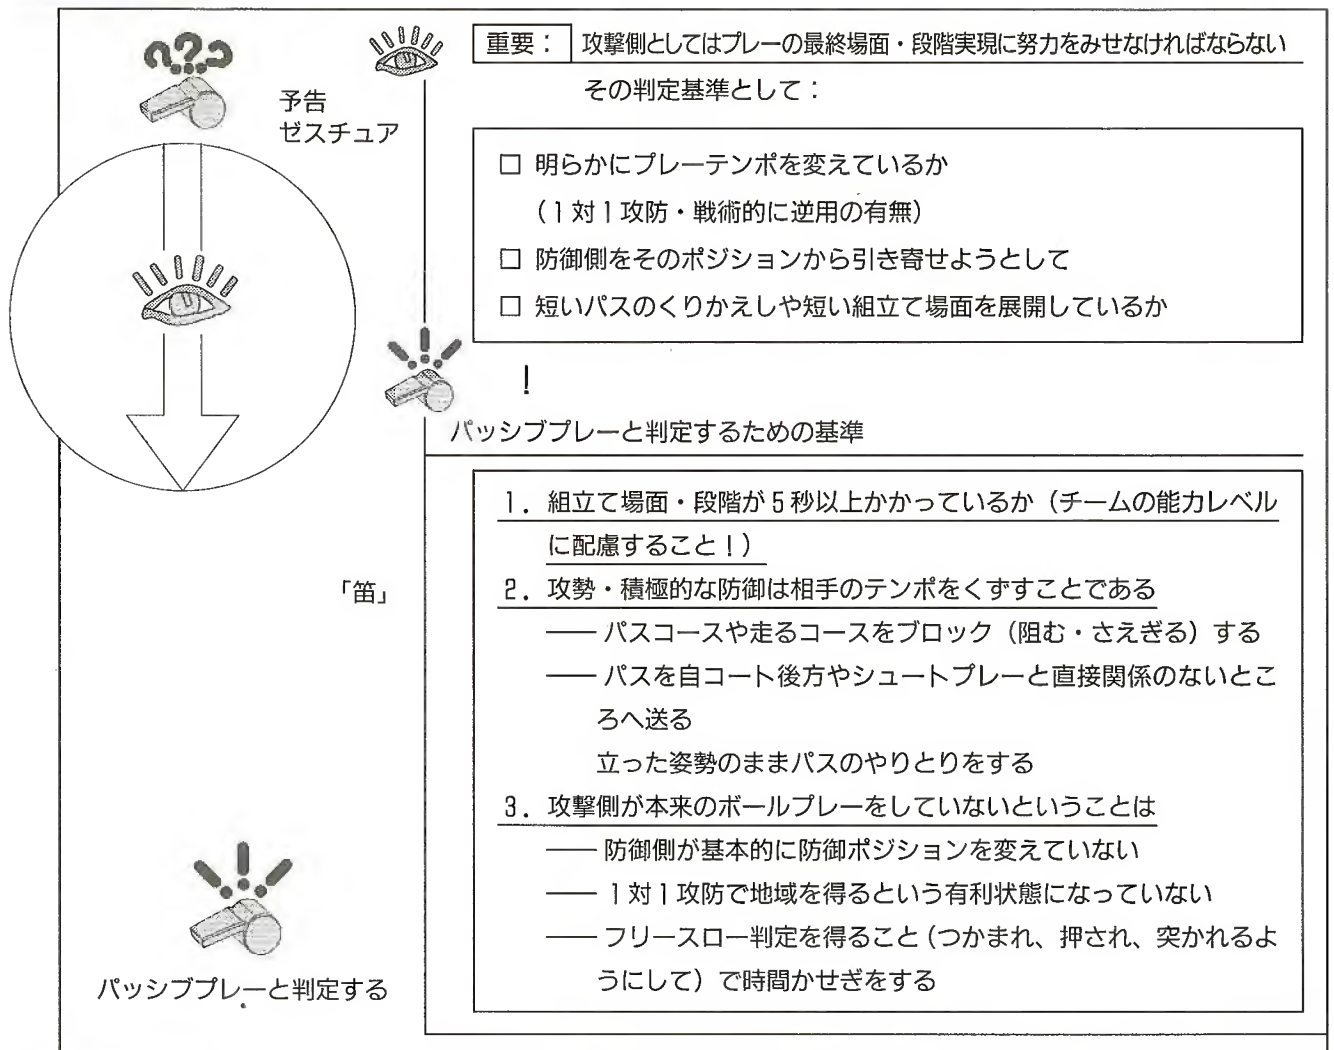 重要： 攻撃側としてはプレーの最終場面・段階実現に努力をみせなければならない
その判定基準として：
予告
ゼスチュア
□ 明らかにプレーテンポを変えているか
（1対1攻防・戦術的に逆用の有無）
□ 防御側をそのポジションから引き寄せようとして
□ 短いパスのくりかえしや短い組立て場面を展開しているか
！
パッシブプレーと判定するための基準
1．組立て場面・段階が5秒以上かかっているか（チームの能力レベル
に配慮すること！）
「笛」
2．攻勢・積極的な防御は相手のテンポをくずすことである
── パスコースや走るコースをブロック（阻む・さえぎる）する
── パスを自コート後方やシュートプレーと直接関係のないとこ
ろへ送る
立った姿勢のままパスのやりとりをする
3．攻撃側が本来のボールプレーをしていないということは
── 防御側が基本的に防御ポジションを変えていない
── 1対1攻防で地域を得るという有利状態になっていない
── フリースロー判定を得ること（つかまれ、押され、突かれるよ
うにして）で時間かせぎをする
パッシブプレーと判定する